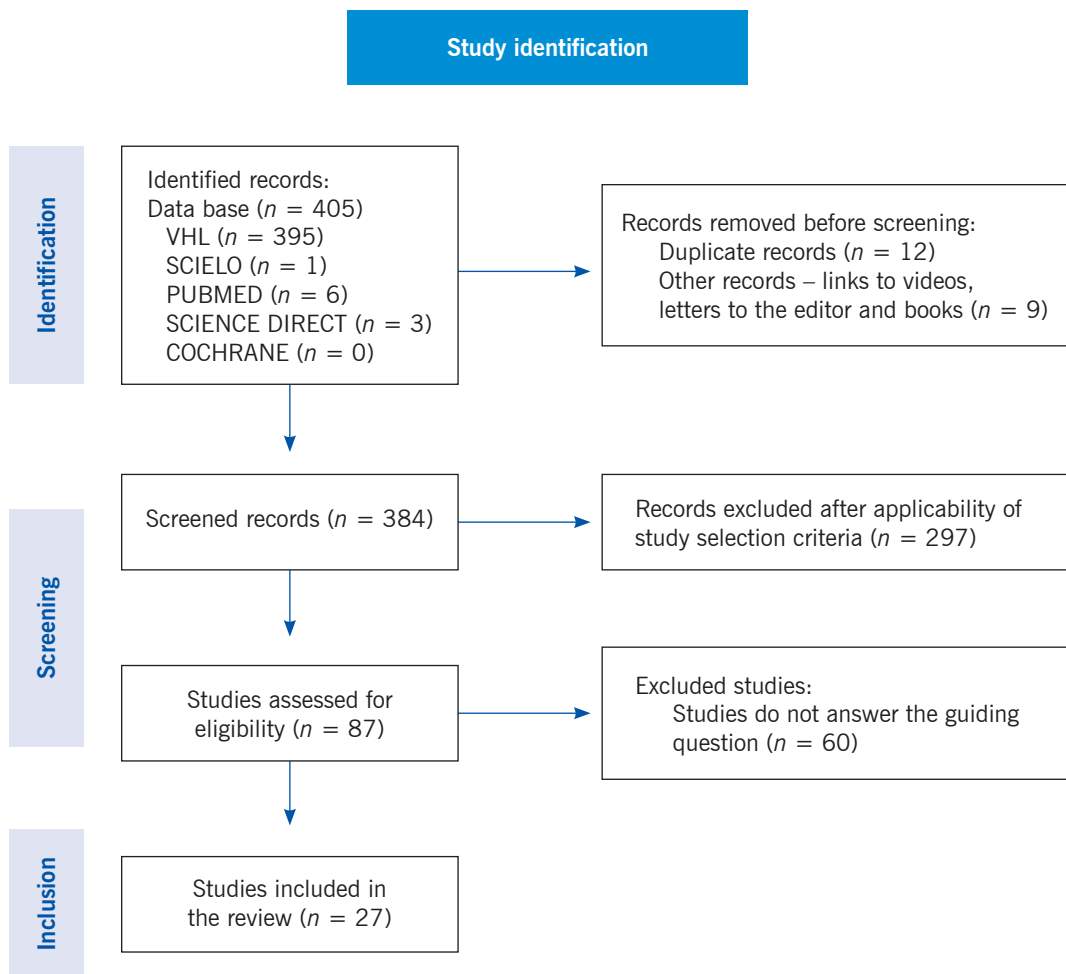 Study identification
Identification
Identified records:
Data base (n = 405)
VHL (n = 395)
SCIELO (n = 1)
PUBMED (n = 6)
SCIENCE DIRECT (n = 3)
COCHRANE (n = 0)
Records removed before screening:
Duplicate records (n = 12)
Other records – links to videos,
letters to the editor and books (n = 9)
Screening
Screened records (n = 384)
Records excluded after applicability of
study selection criteria (n = 297)
Studies assessed for
eligibility (n = 87)
Excluded studies:
Studies do not answer the guiding
question (n = 60)
Inclusion
Studies included in
the review (n = 27)